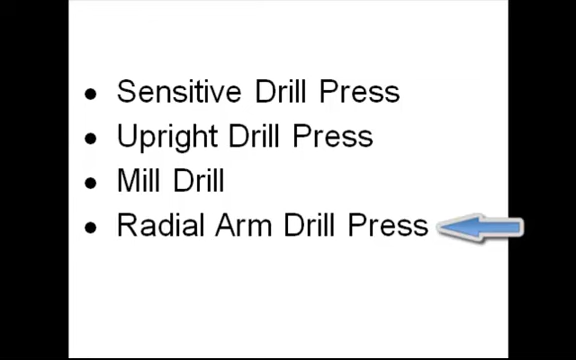 • Sensitive Drill Press
• Upright Drill Press
• Mill Drill
• Radial Arm Drill Press